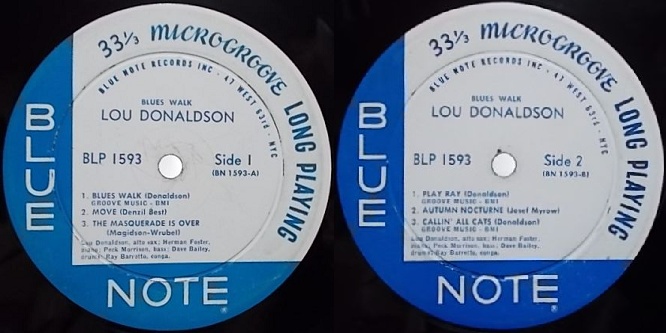 33⅓ MICROGROOVE LONG PLAYING
BLUE NOTE RECORDS INC · 47 WEST 63rd · NYC
BLUES WALK
LOU DONALDSON
BLP 1593
Side 1
(BN 1593-A)
1. BLUES WALK (Donaldson)
GROOVE MUSIC - BMI
2. MOVE (Denzil Best)
3. THE MASQUERADE IS OVER
(Magidson-Wrubel)
Lou Donaldson, alto sax; Herman Foster,
piano; Peck Morrison, bass; Dave Bailey,
drums; Ray Barretto, conga.
BLUE
NOTE®
33⅓ MICROGROOVE LONG PLAYING
BLUE NOTE RECORDS INC · 47 WEST 63rd · NYC
BLUES WALK
LOU DONALDSON
BLP 1593
Side 2
(BN 1593-B)
1. PLAY RAY (Donaldson)
GROOVE MUSIC - BMI
2. AUTUMN NOCTURNE (Josef Myrow)
3. CALLIN' ALL CATS (Donaldson)
GROOVE MUSIC - BMI
Lou Donaldson, alto sax; Herman Foster,
piano; Peck Morrison, bass; Dave Bailey,
drums; Ray Barretto, conga.
BLUE
NOTE®